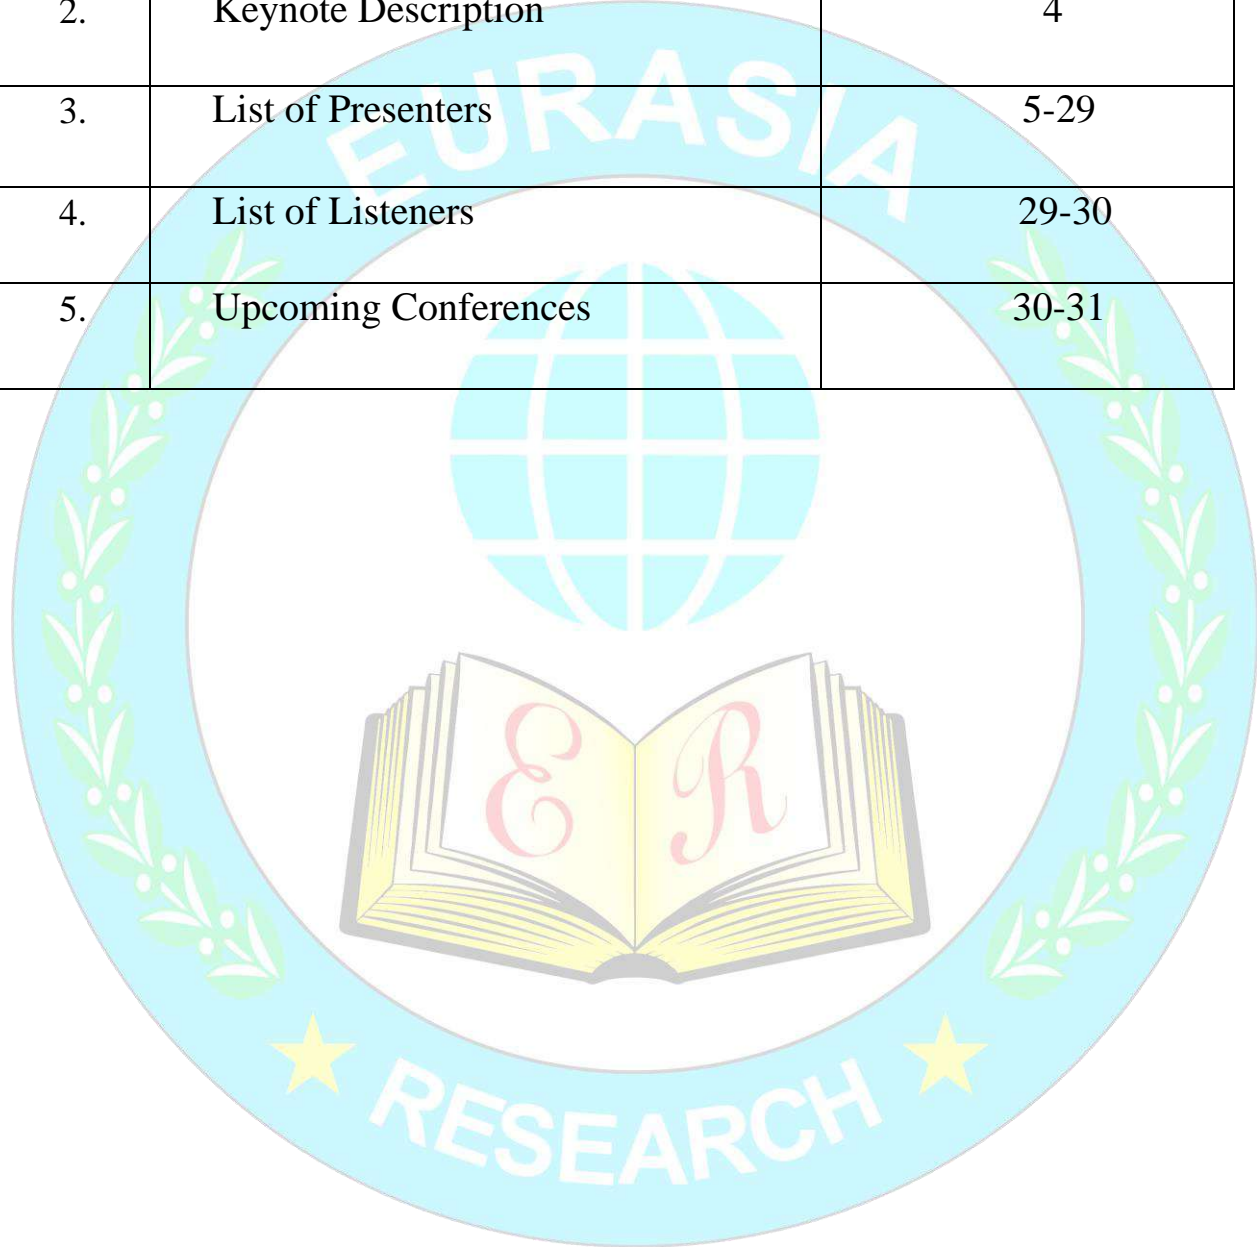 2. Keynote Description 4
3. List of Presenters 5-29
4. List of Listeners 29-30
5. Upcoming Conferences 30-31
EURASIA
E R
RESEARCH